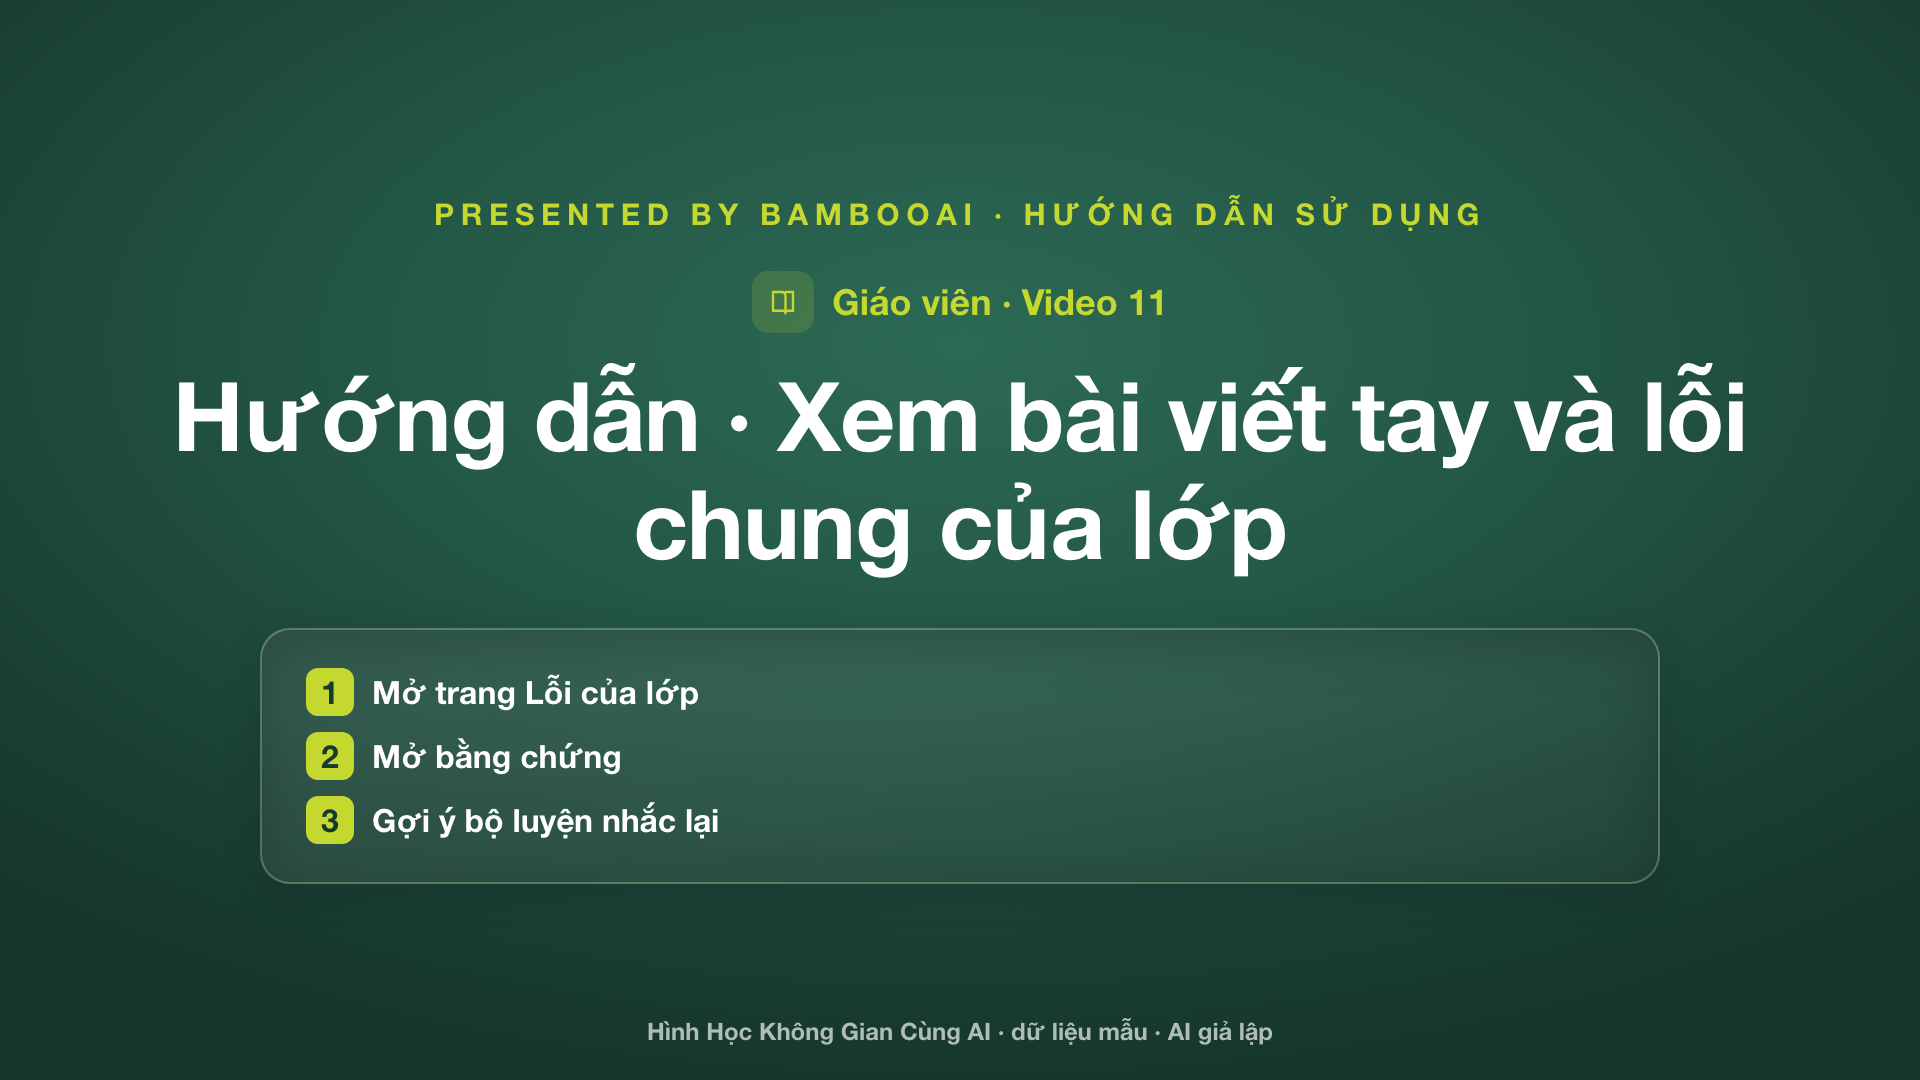 PRESENTED BY BAMBOOAI · HƯỚNG DẪN SỬ DỤNG
Giáo viên · Video 11
Hướng dẫn · Xem bài viết tay và lỗi
chung của lớp
1 Mở trang Lỗi của lớp
2 Mở bằng chứng
3 Gợi ý bộ luyện nhắc lại
Hình Học Không Gian Cùng AI · dữ liệu mẫu · AI giả lập